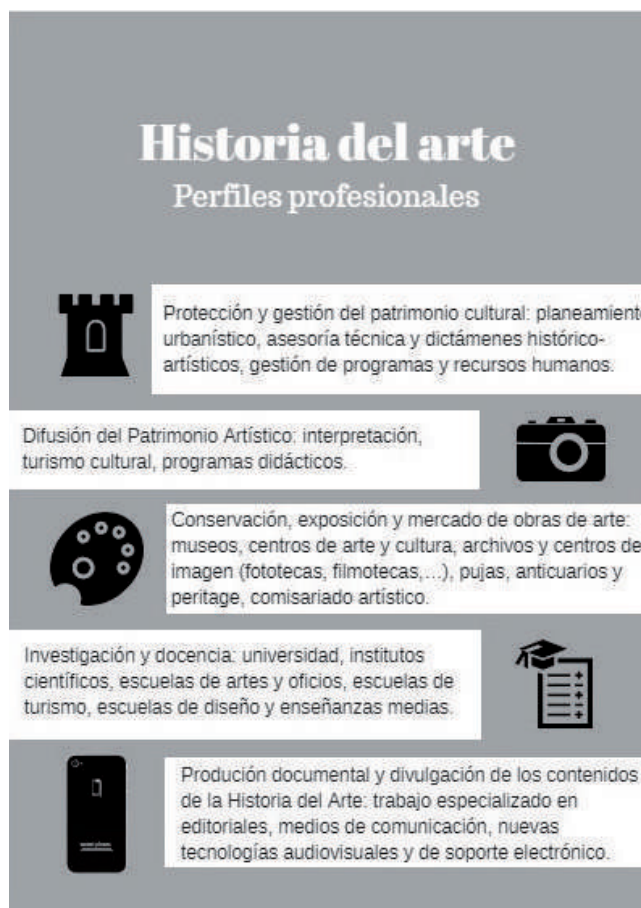 Historia del arte
Perfiles profesionales
Protección y gestión del patrimonio cultural: planeamient
urbanístico, asesoría técnica y dictámenes histórico-
artísticos, gestión de programas y recursos humanos.
Difusión del Patrimonio Artístico: interpretación,
turismo cultural, programas didácticos.
Conservación, exposición y mercado de obras de arte:
museos, centros de arte y cultura, archivos y centros de
imagen (fototecas, filmotecas,...), pujas, anticuarios y
peritage, comisariado artístico.
Investigación y docencia: universidad, institutos
científicos, escuelas de artes y oficios, escuelas de
turismo, escuelas de diseño y enseñanzas medias.
Produción documental y divulgación de los contenidos
de la Historia del Arte: trabajo especializado en
editoriales, medios de comunicación, nuevas
tecnologías audiovisuales y de soporte electrónico.